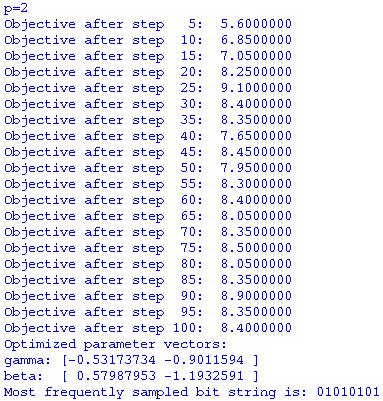 p=2
Objective after step   5:  5.6000000
Objective after step  10:  6.8500000
Objective after step  15:  7.0500000
Objective after step  20:  8.2500000
Objective after step  25:  9.1000000
Objective after step  30:  8.4000000
Objective after step  35:  8.3500000
Objective after step  40:  7.6500000
Objective after step  45:  8.4500000
Objective after step  50:  7.9500000
Objective after step  55:  8.3000000
Objective after step  60:  8.4000000
Objective after step  65:  8.0500000
Objective after step  70:  8.3500000
Objective after step  75:  8.5000000
Objective after step  80:  8.0500000
Objective after step  85:  8.3500000
Objective after step  90:  8.9000000
Objective after step  95:  8.3500000
Objective after step 100:  8.4000000
Optimized parameter vectors:
gamma: [-0.53173734 -0.9011594 ]
beta:  [ 0.57987953 -1.1932591 ]
Most frequently sampled bit string is: 01010101